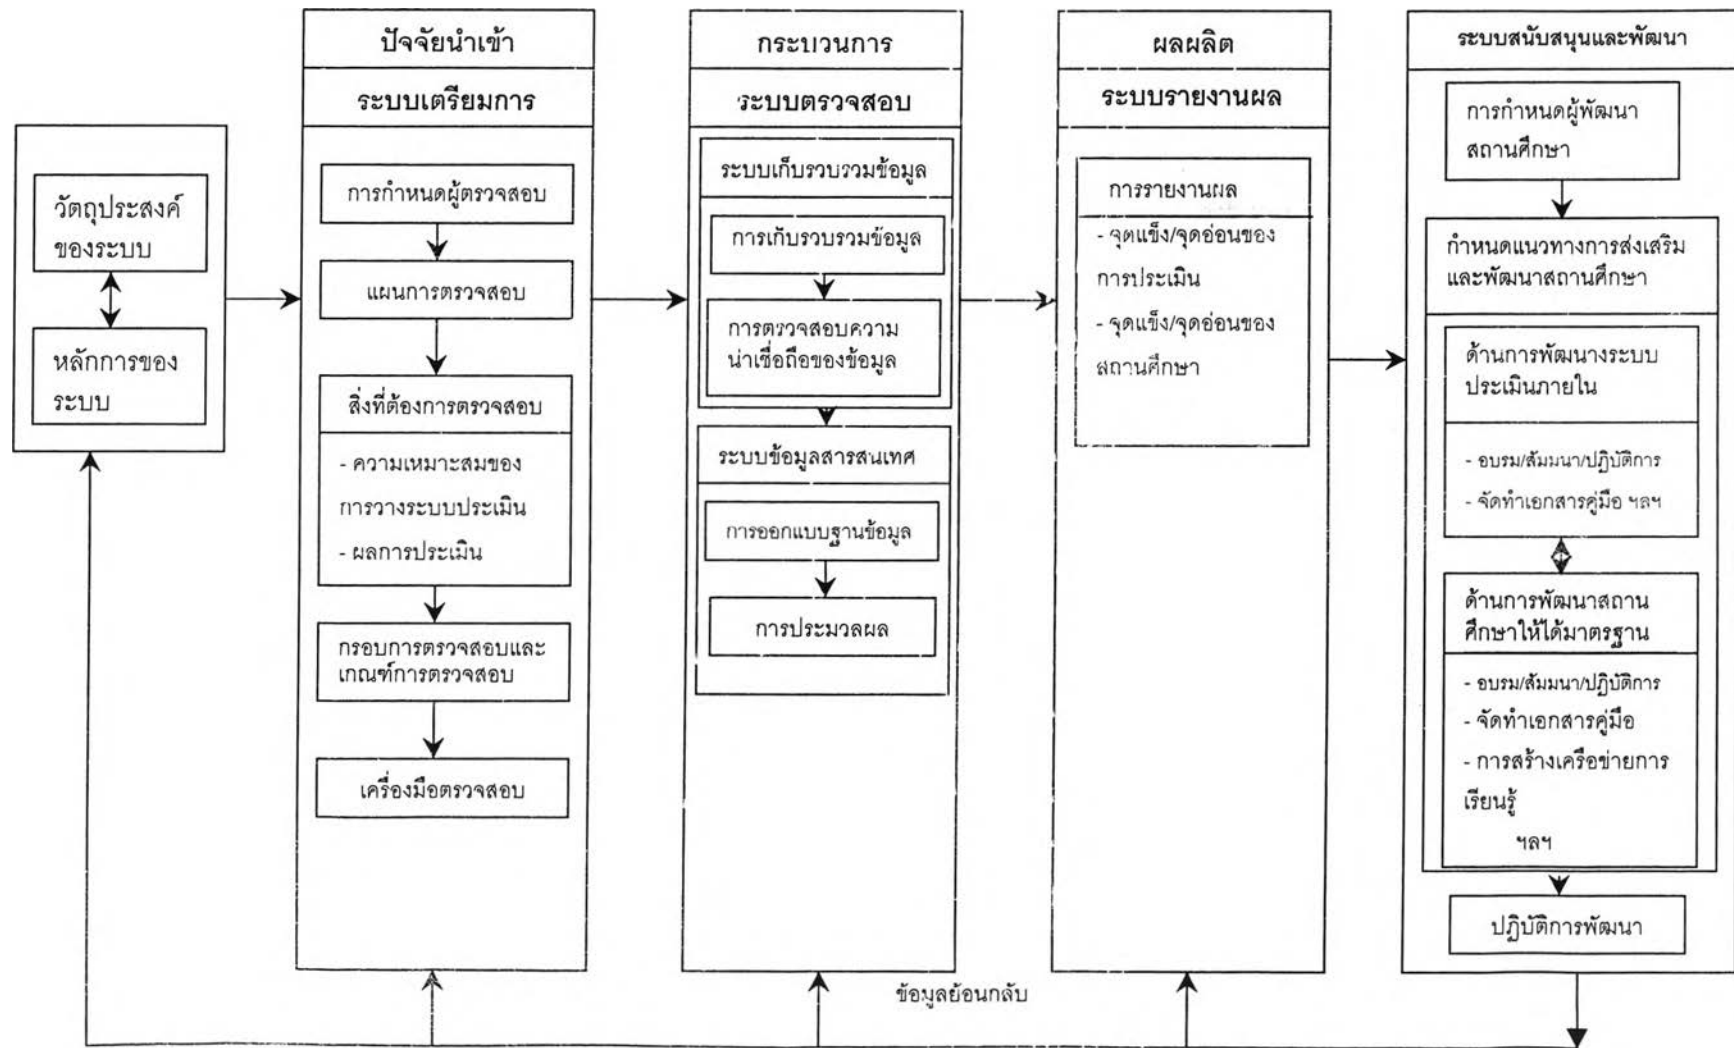 วัตถุประสงค์
ของระบบ
หลักการของ
ระบบ
ปัจจัยนำเข้า
ระบบเตรียมการ
การกำหนดผู้ตรวจสอบ
แผนการตรวจสอบ
สิ่งที่ต้องการตรวจสอบ
- ความเหมาะสมของ
การวางระบบประเมิน
- ผลการประเมิน
กรอบการตรวจสอบและ
เกณฑ์การตรวจสอบ
เครื่องมือตรวจสอบ
กระบวนการ
ระบบตรวจสอบ
ระบบเก็บรวบรวมข้อมูล
การเก็บรวบรวมข้อมูล
การตรวจสอบความ
น่าเชื่อถือของข้อมูล
ระบบข้อมูลสารสนเทศ
การออกแบบฐานข้อมูล
การประมวลผล
ผลผลิต
ระบบรายงานผล
การรายงานผล
- จุดแข็ง/จุดอ่อนของ
การประเมิน
- จุดแข็ง/จุดอ่อนของ
สถานศึกษา
ระบบสนับสนุนและพัฒนา
การกำหนดผู้พัฒนา
สถานศึกษา
กำหนดแนวทางการส่งเสริม
และพัฒนาสถานศึกษา
ด้านการพัฒนางระบบ
ประเมินภายใน
- อบรม/สัมมนา/ปฏิบัติการ
- จัดทำเอกสารคู่มือ ฯลฯ
ด้านการพัฒนาสถาน
ศึกษาให้ได้มาตรฐาน
- อบรม/สัมมนา/ปฏิบัติการ
- จัดทำเอกสารคู่มือ
- การสร้างเครือข่ายการ
เรียนรู้
ฯลฯ
ปฏิบัติการพัฒนา
ข้อมูลย้อนกลับ